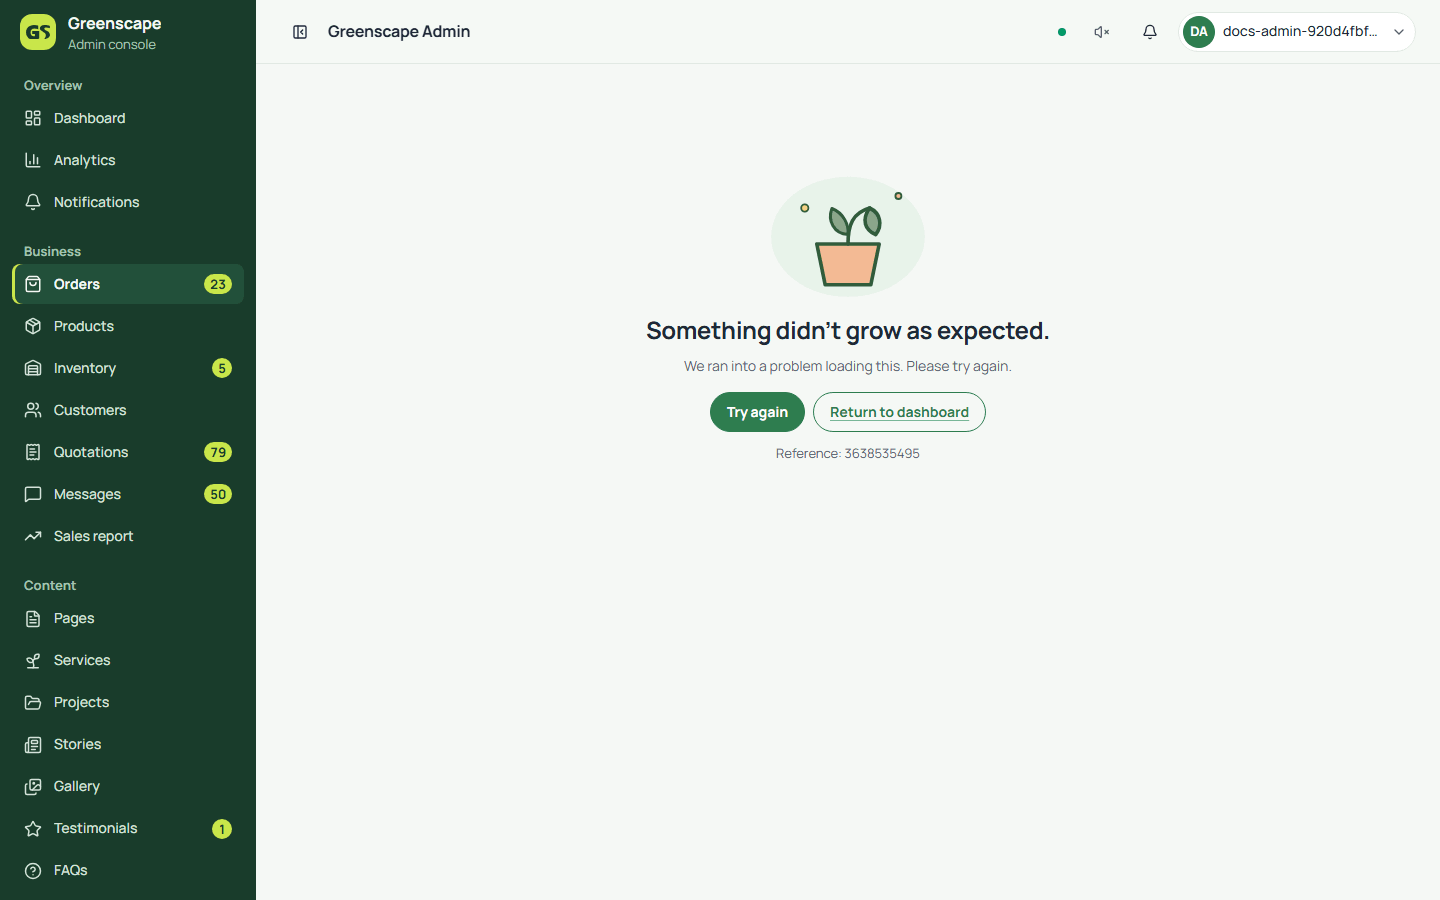 GS
Greenscape
Admin console
Overview
Dashboard
Analytics
Notifications
Business
Orders 23
Products
Inventory 5
Customers
Quotations 79
Messages 50
Sales report
Content
Pages
Services
Projects
Stories
Gallery
Testimonials 1
FAQs
Greenscape Admin
DA docs-admin-920d4fbf...
Something didn't grow as expected.
We ran into a problem loading this. Please try again.
Try again Return to dashboard
Reference: 3638535495